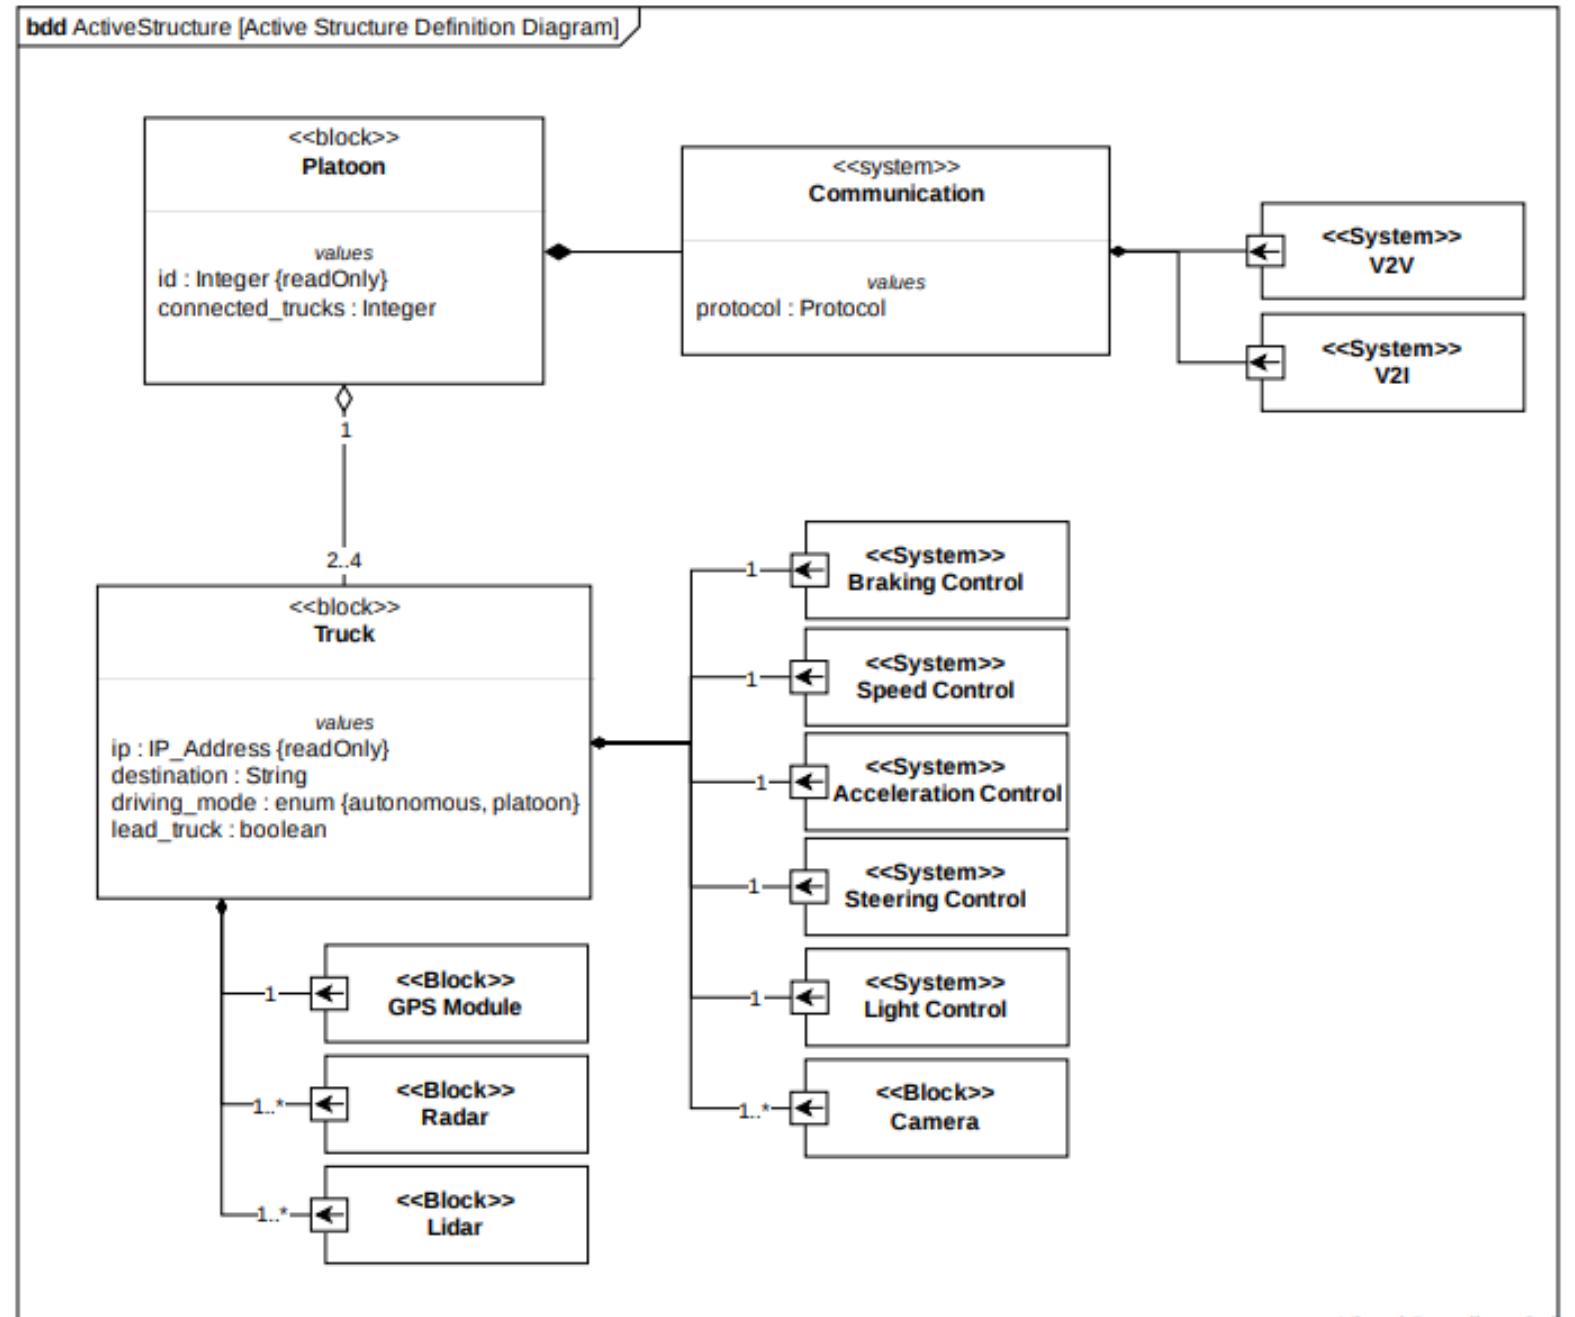 bdd ActiveStructure [Active Structure Definition Diagram]
<<block>>
Platoon
values
id : Integer {readOnly}
connected_trucks : Integer
<<system>>
Communication
values
protocol : Protocol
<<System>>
V2V
<<System>>
V2I
1
2..4
<<block>>
Truck
values
ip : IP_Address {readOnly}
destination : String
driving_mode : enum {autonomous, platoon}
lead_truck : boolean
1
<<System>>
Braking Control
1
<<System>>
Speed Control
1
<<System>>
Acceleration Control
1
<<System>>
Steering Control
1
<<System>>
Light Control
1..*
<<Block>>
Camera
1
<<Block>>
GPS Module
1..*
<<Block>>
Radar
1..*
<<Block>>
Lidar